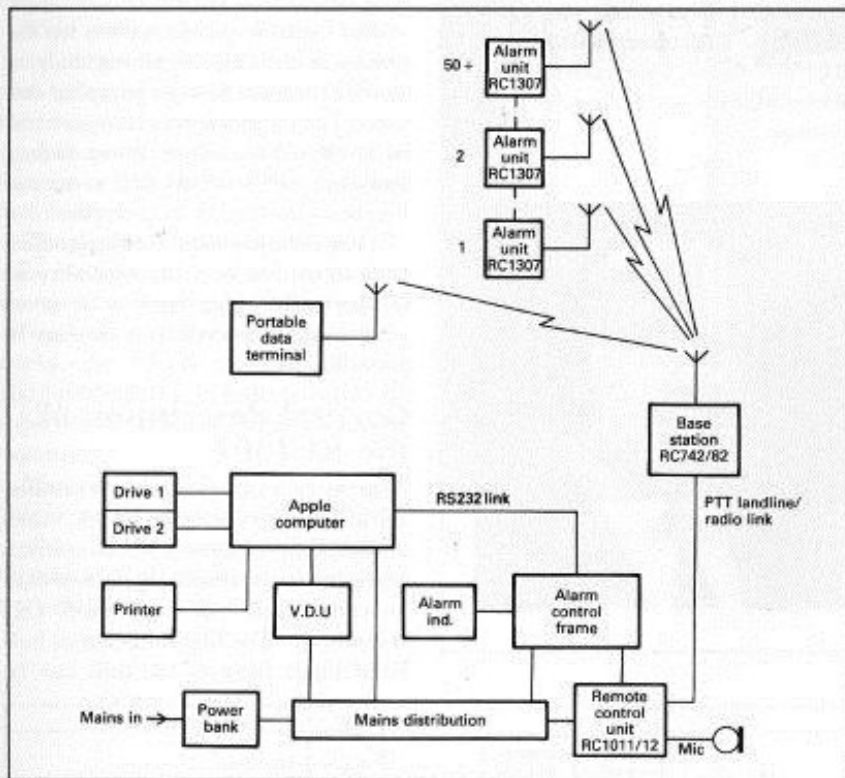 50 +
Alarm
unit
RC1307
2
Alarm
unit
RC1307
1
Alarm
unit
RC1307
Portable
data
terminal
Base
station
RC742/82
Drive 1
Drive 2
Apple
computer
RS232 link
PTT landline/
radio link
Printer
V.D.U
Alarm
ind.
Alarm
control
frame
Mains in
Power
bank
Mains distribution
Remote
control
unit
RC1011/12
Mic